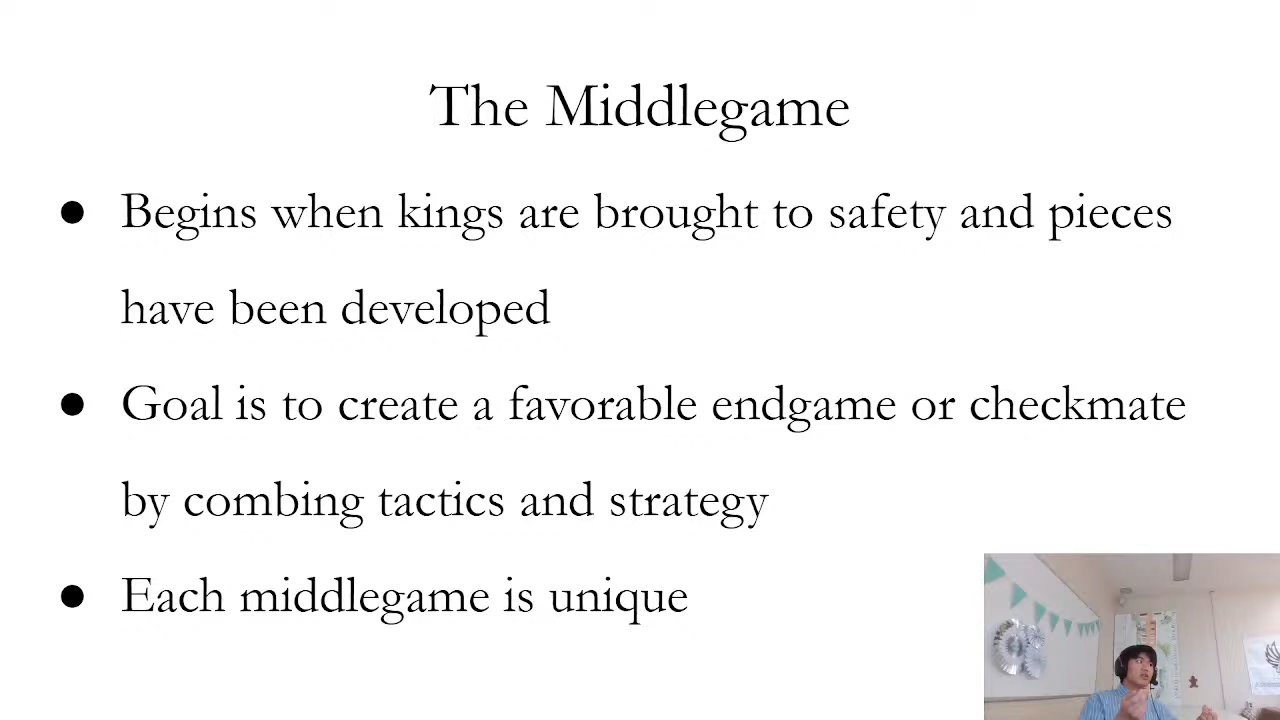 The Middlegame
● Begins when kings are brought to safety and pieces
have been developed
● Goal is to create a favorable endgame or checkmate
by combing tactics and strategy
● Each middlegame is unique